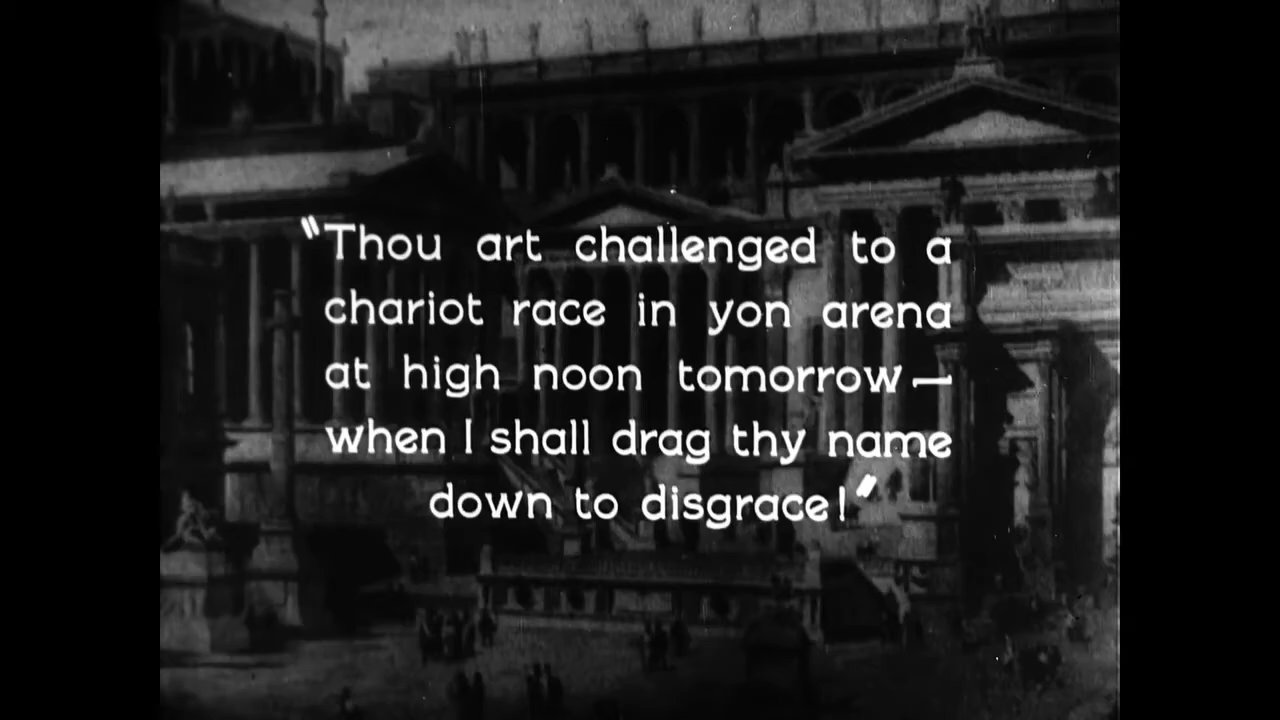 "Thou art challenged to a
chariot race in yon arena
at high noon tomorrow—
when I shall drag thy name
down to disgrace!"